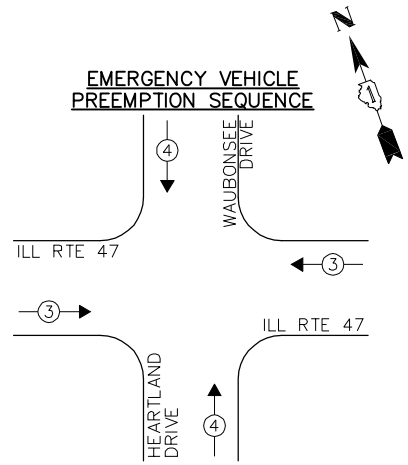 N
1
EMERGENCY VEHICLE
PREEMPTION SEQUENCE
4
WAUBONSEE
DRIVE
ILL RTE 47
3
3
ILL RTE 47
HEARTLAND
DRIVE
4